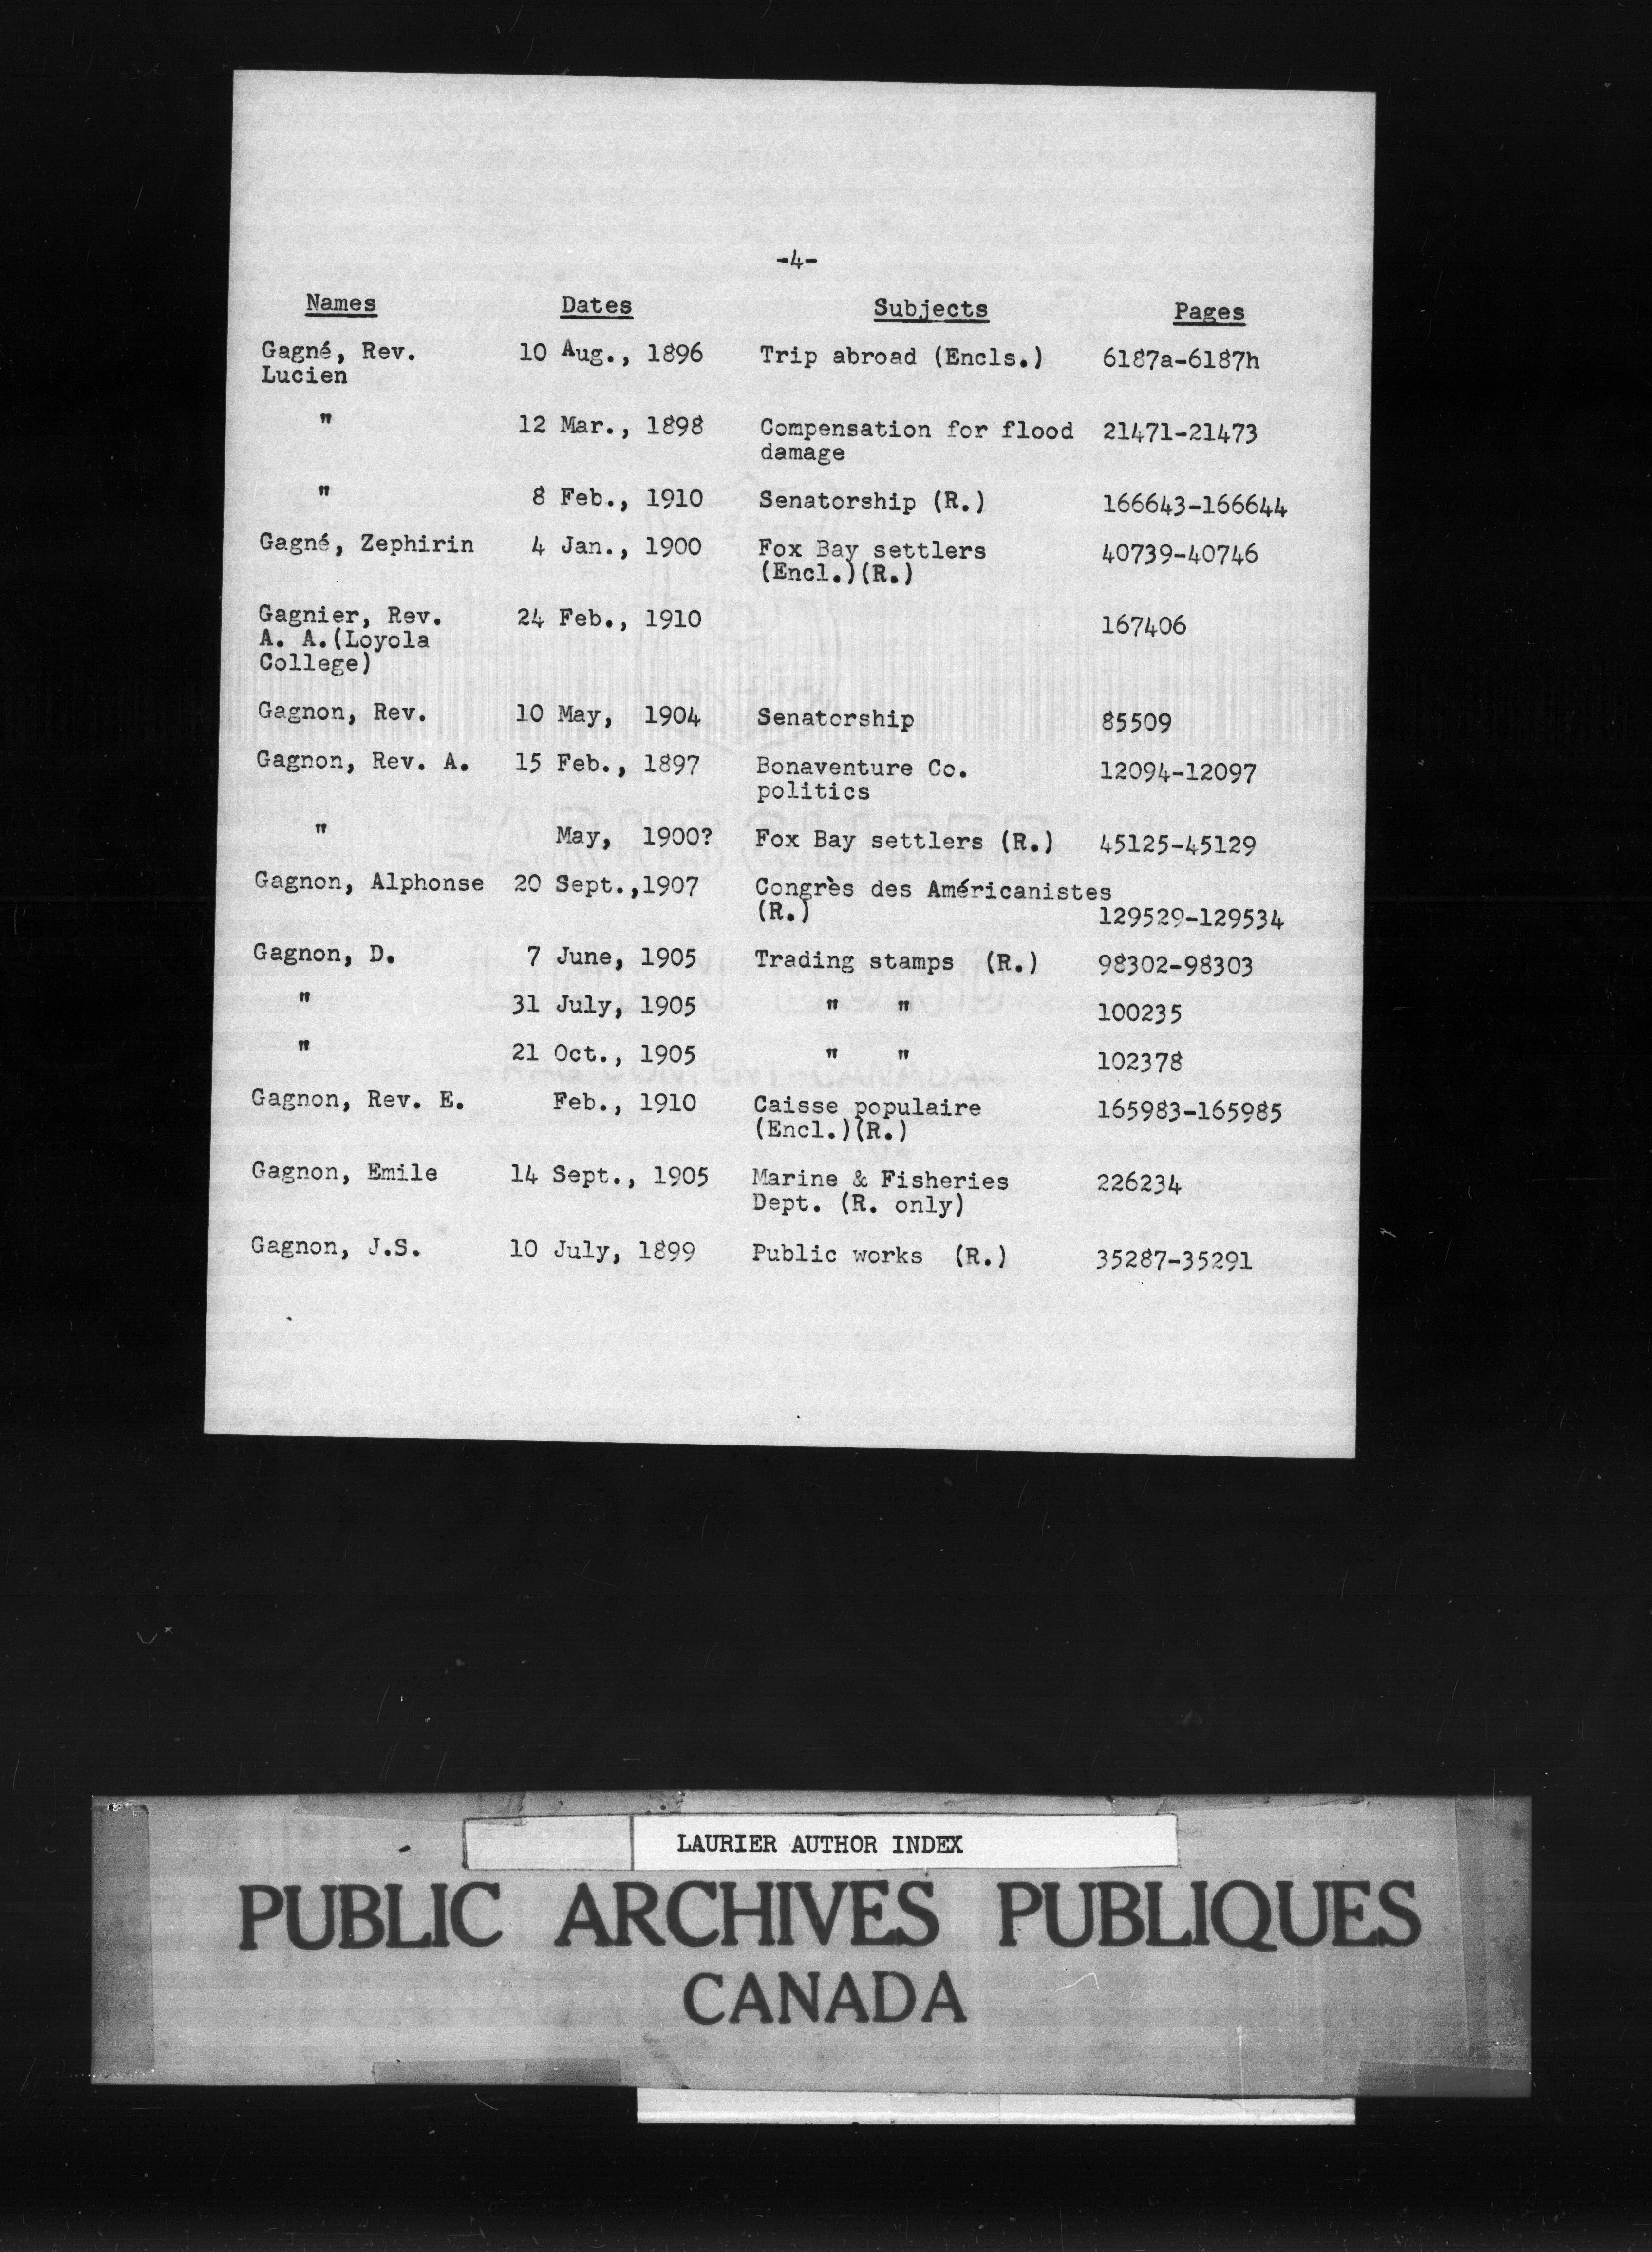 -4-
Names Dates Subjects Pages
Gagné, Rev. 10 Aug., 1896 Trip abroad (Encls.) 6187a-6187h
Lucien
" 12 Mar., 1898 Compensation for flood 21471-21473
damage
" 8 Feb., 1910 Senatorship (R.) 166643-166644
Gagné, Zephirin 4 Jan., 1900 Fox Bay settlers 40739-40746
(Encl.)(R.)
Gagnier, Rev. 24 Feb., 1910 167406
A. A.(Loyola
College)
Gagnon, Rev. 10 May, 1904 Senatorship 85509
Gagnon, Rev. A. 15 Feb., 1897 Bonaventure Co. 12094-12097
politics
" May, 1900? Fox Bay settlers (R.) 45125-45129
Gagnon, Alphonse 20 Sept.,1907 Congrès des Américanistes
(R.) 129529-129534
Gagnon, D. 7 June, 1905 Trading stamps (R.) 98302-98303
" 31 July, 1905 " " 100235
" 21 Oct., 1905 " " 102378
Gagnon, Rev. E. Feb., 1910 Caisse populaire 165983-165985
(Encl.)(R.)
Gagnon, Emile 14 Sept., 1905 Marine & Fisheries 226234
Dept. (R. only)
Gagnon, J.S. 10 July, 1899 Public works (R.) 35287-35291
LAURIER AUTHOR INDEX
PUBLIC ARCHIVES PUBLIQUES
CANADA